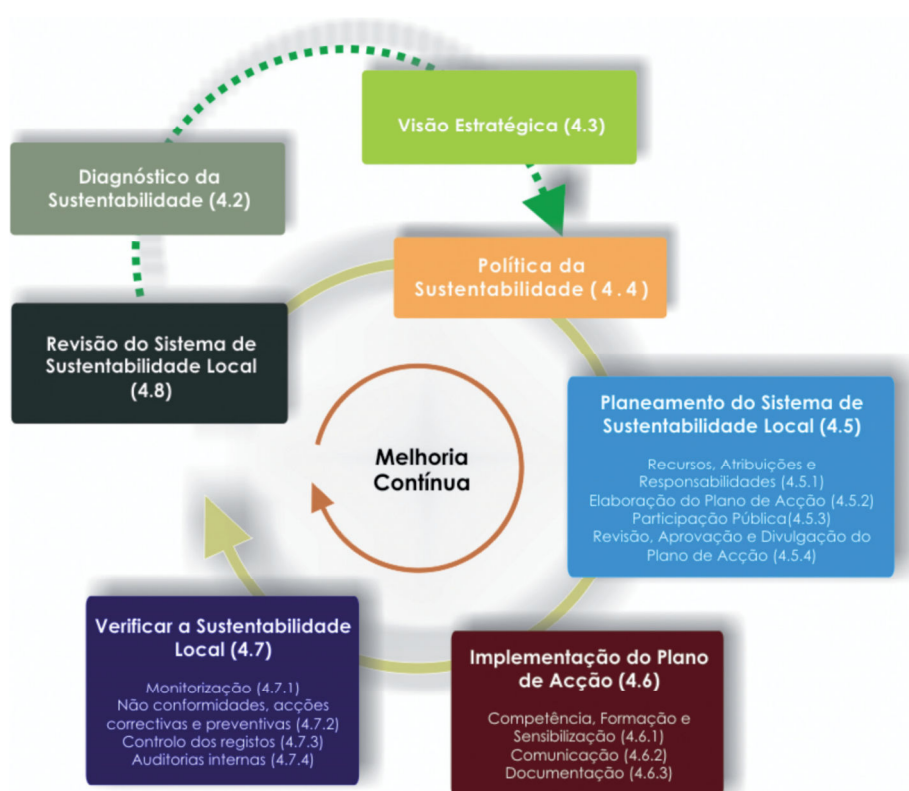 Visão Estratégica (4.3)
Diagnóstico da
Sustentabilidade (4.2)
Política da
Sustentabilidade (4.4)
Revisão do Sistema de
Sustentabilidade Local
(4.8)
Planeamento do Sistema de
Sustentabilidade Local (4.5)
Recursos, Atribuições e
Responsabilidades (4.5.1)
Elaboração do Plano de Acção (4.5.2)
Participação Pública(4.5.3)
Revisão, Aprovação e Divulgação do
Plano de Acção (4.5.4)
Melhoria
Contínua
Verificar a Sustentabilidade
Local (4.7)
Monitorização (4.7.1)
Não conformidades, acções
correctivas e preventivas (4.7.2)
Controlo dos registos (4.7.3)
Auditorias internas (4.7.4)
Implementação do Plano
de Acção (4.6)
Competência, Formação e
Sensibilização (4.6.1)
Comunicação (4.6.2)
Documentação (4.6.3)